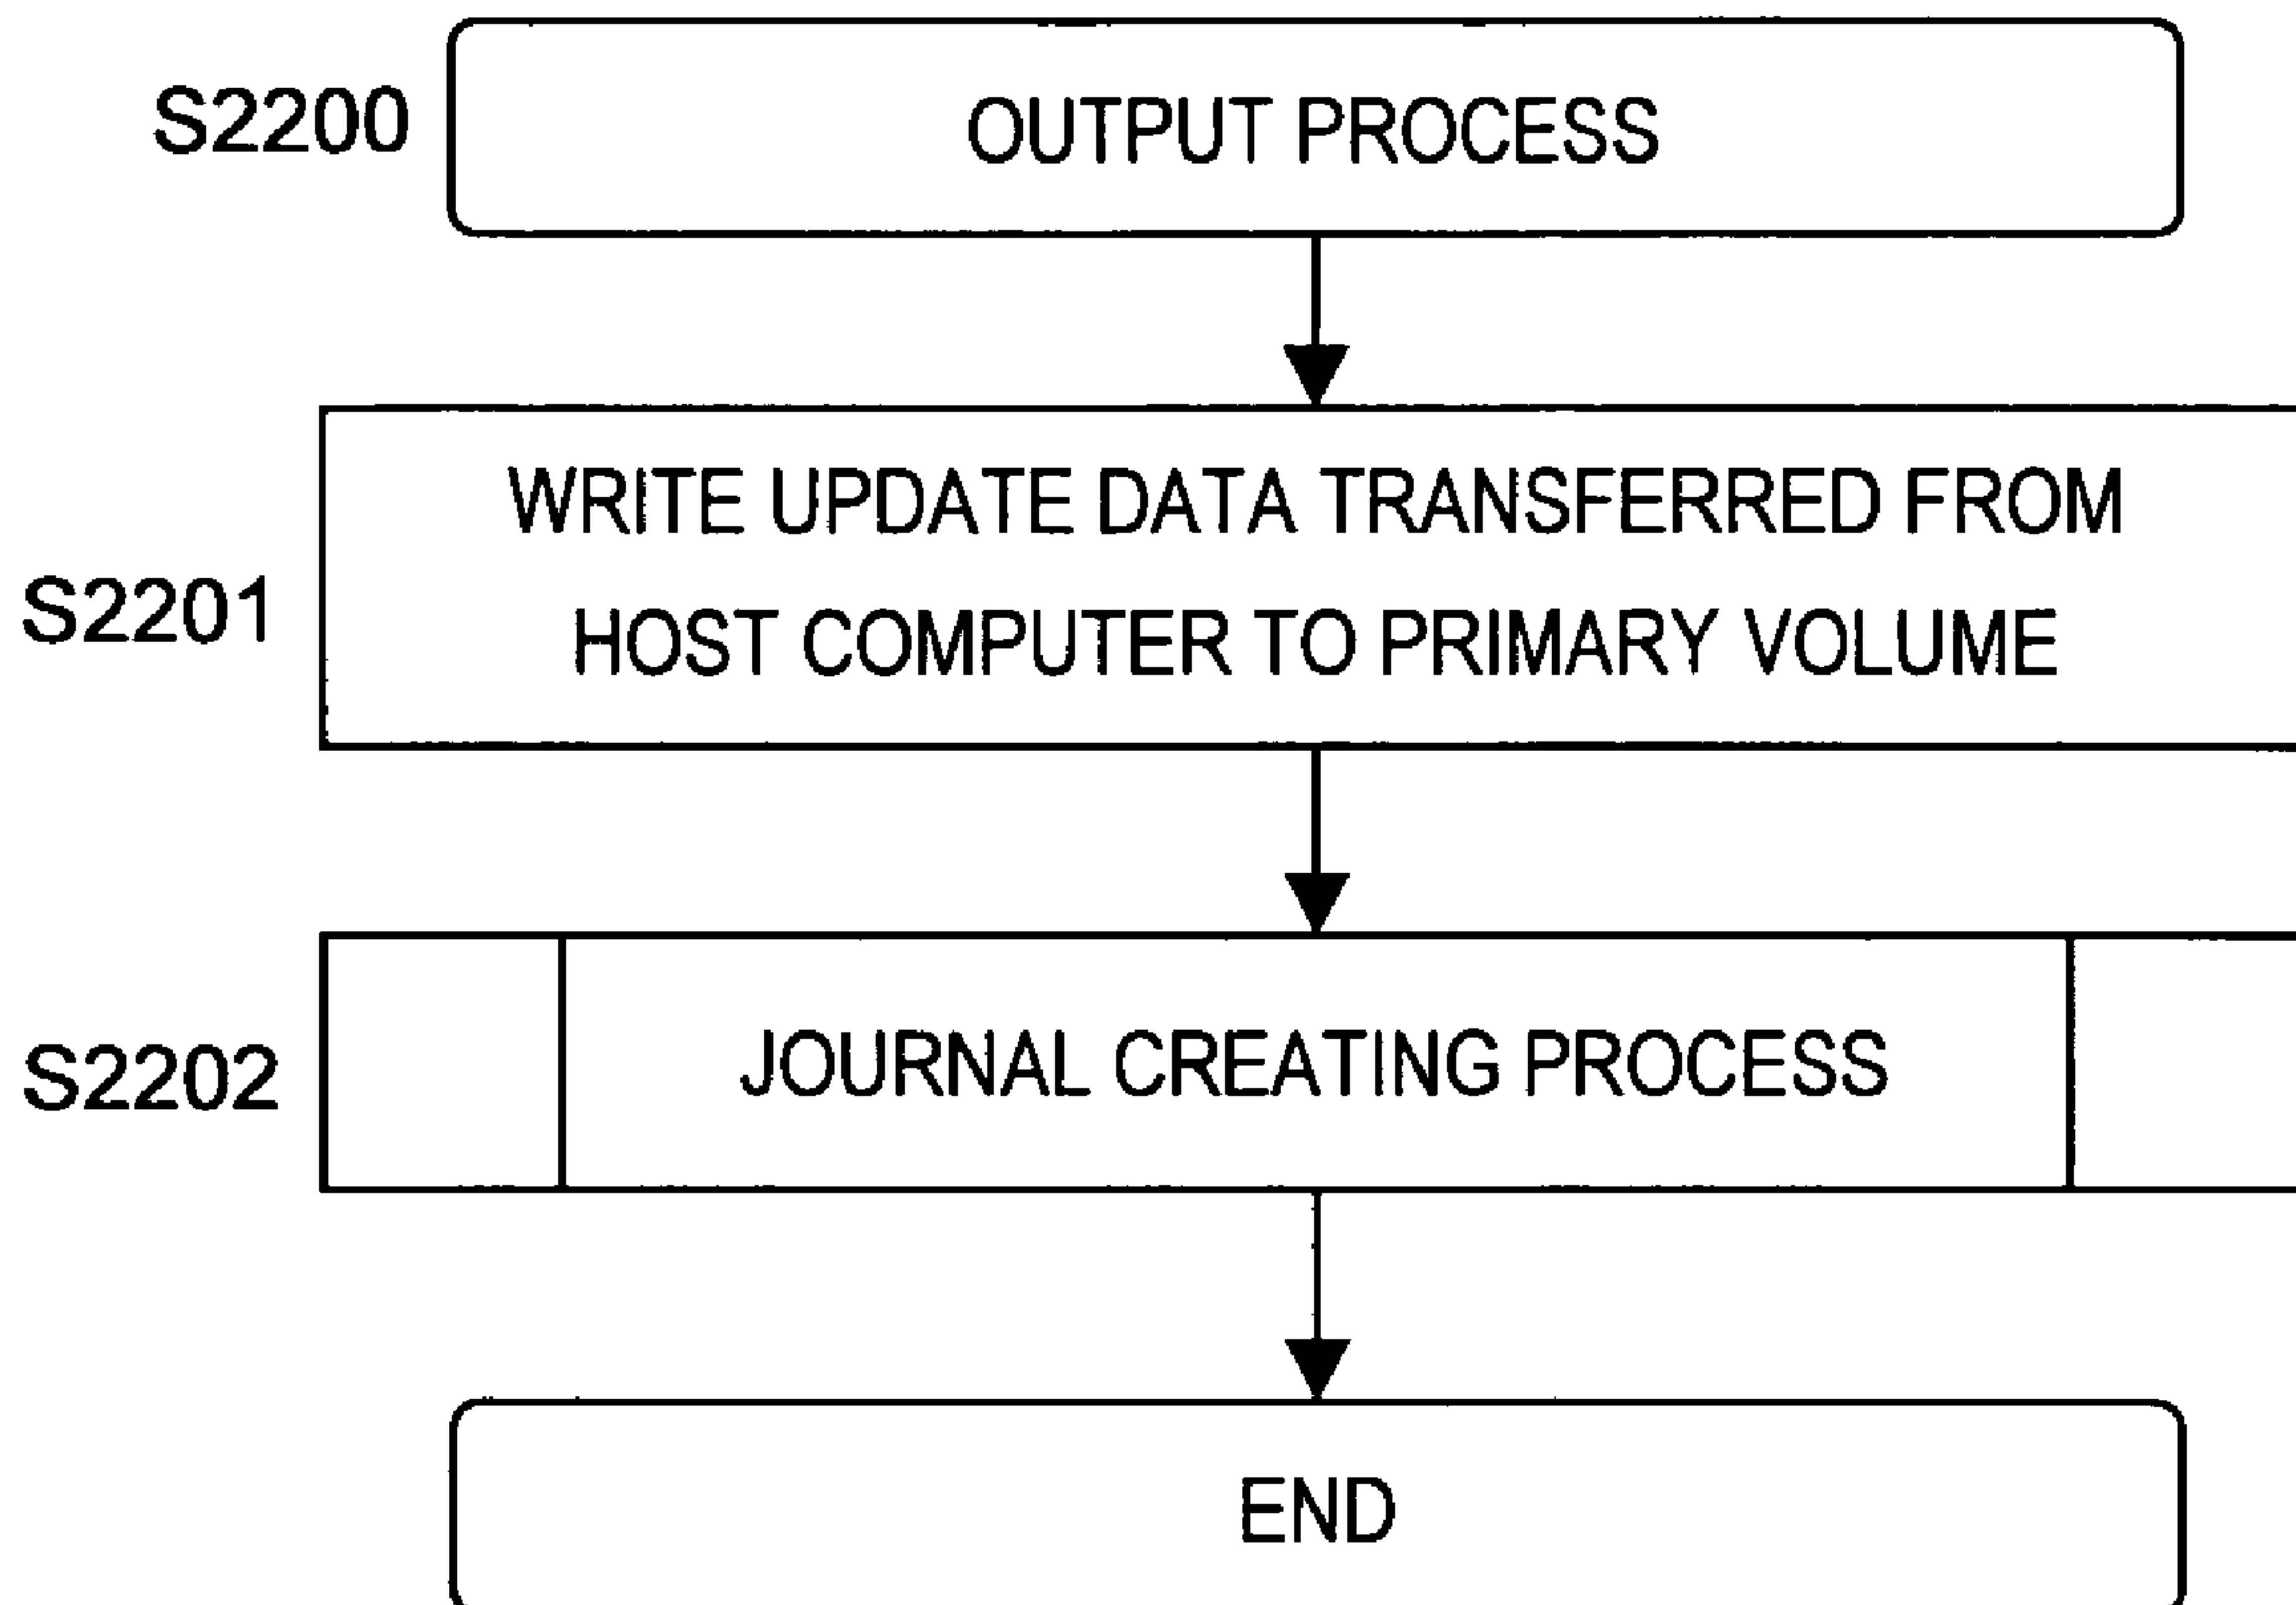 S2200
OUTPUT PROCESS
S2201
WRITE UPDATE DATA TRANSFERRED FROM
HOST COMPUTER TO PRIMARY VOLUME
S2202
JOURNAL CREATING PROCESS
END